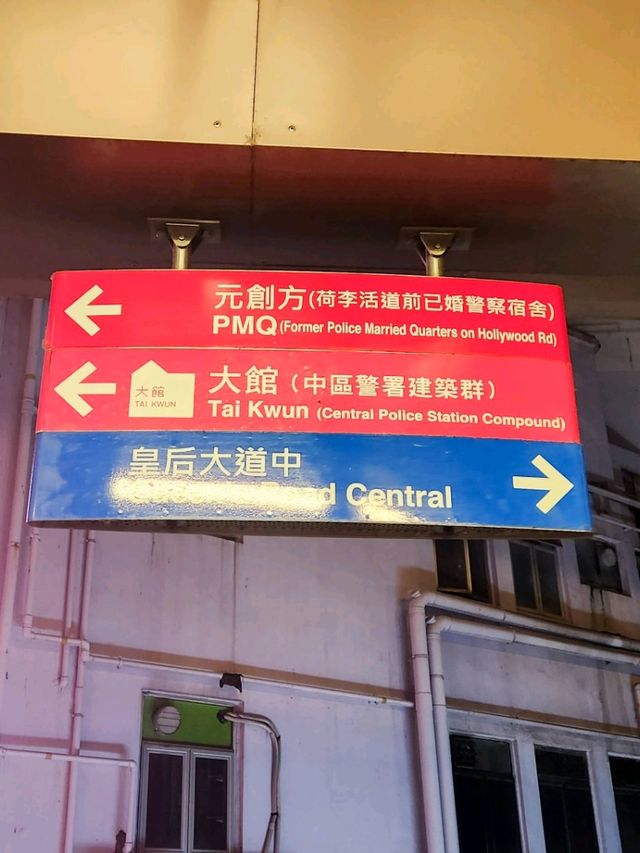 元創方(荷李活道前已婚警察宿舍)
PMQ (Former Police Married Quarters on Hollywood Rd)
大館
TAI KWUN
大館（中區警署建築群）
Tai Kwun (Central Police Station Compound)
皇后大道中
Queen's Road Central